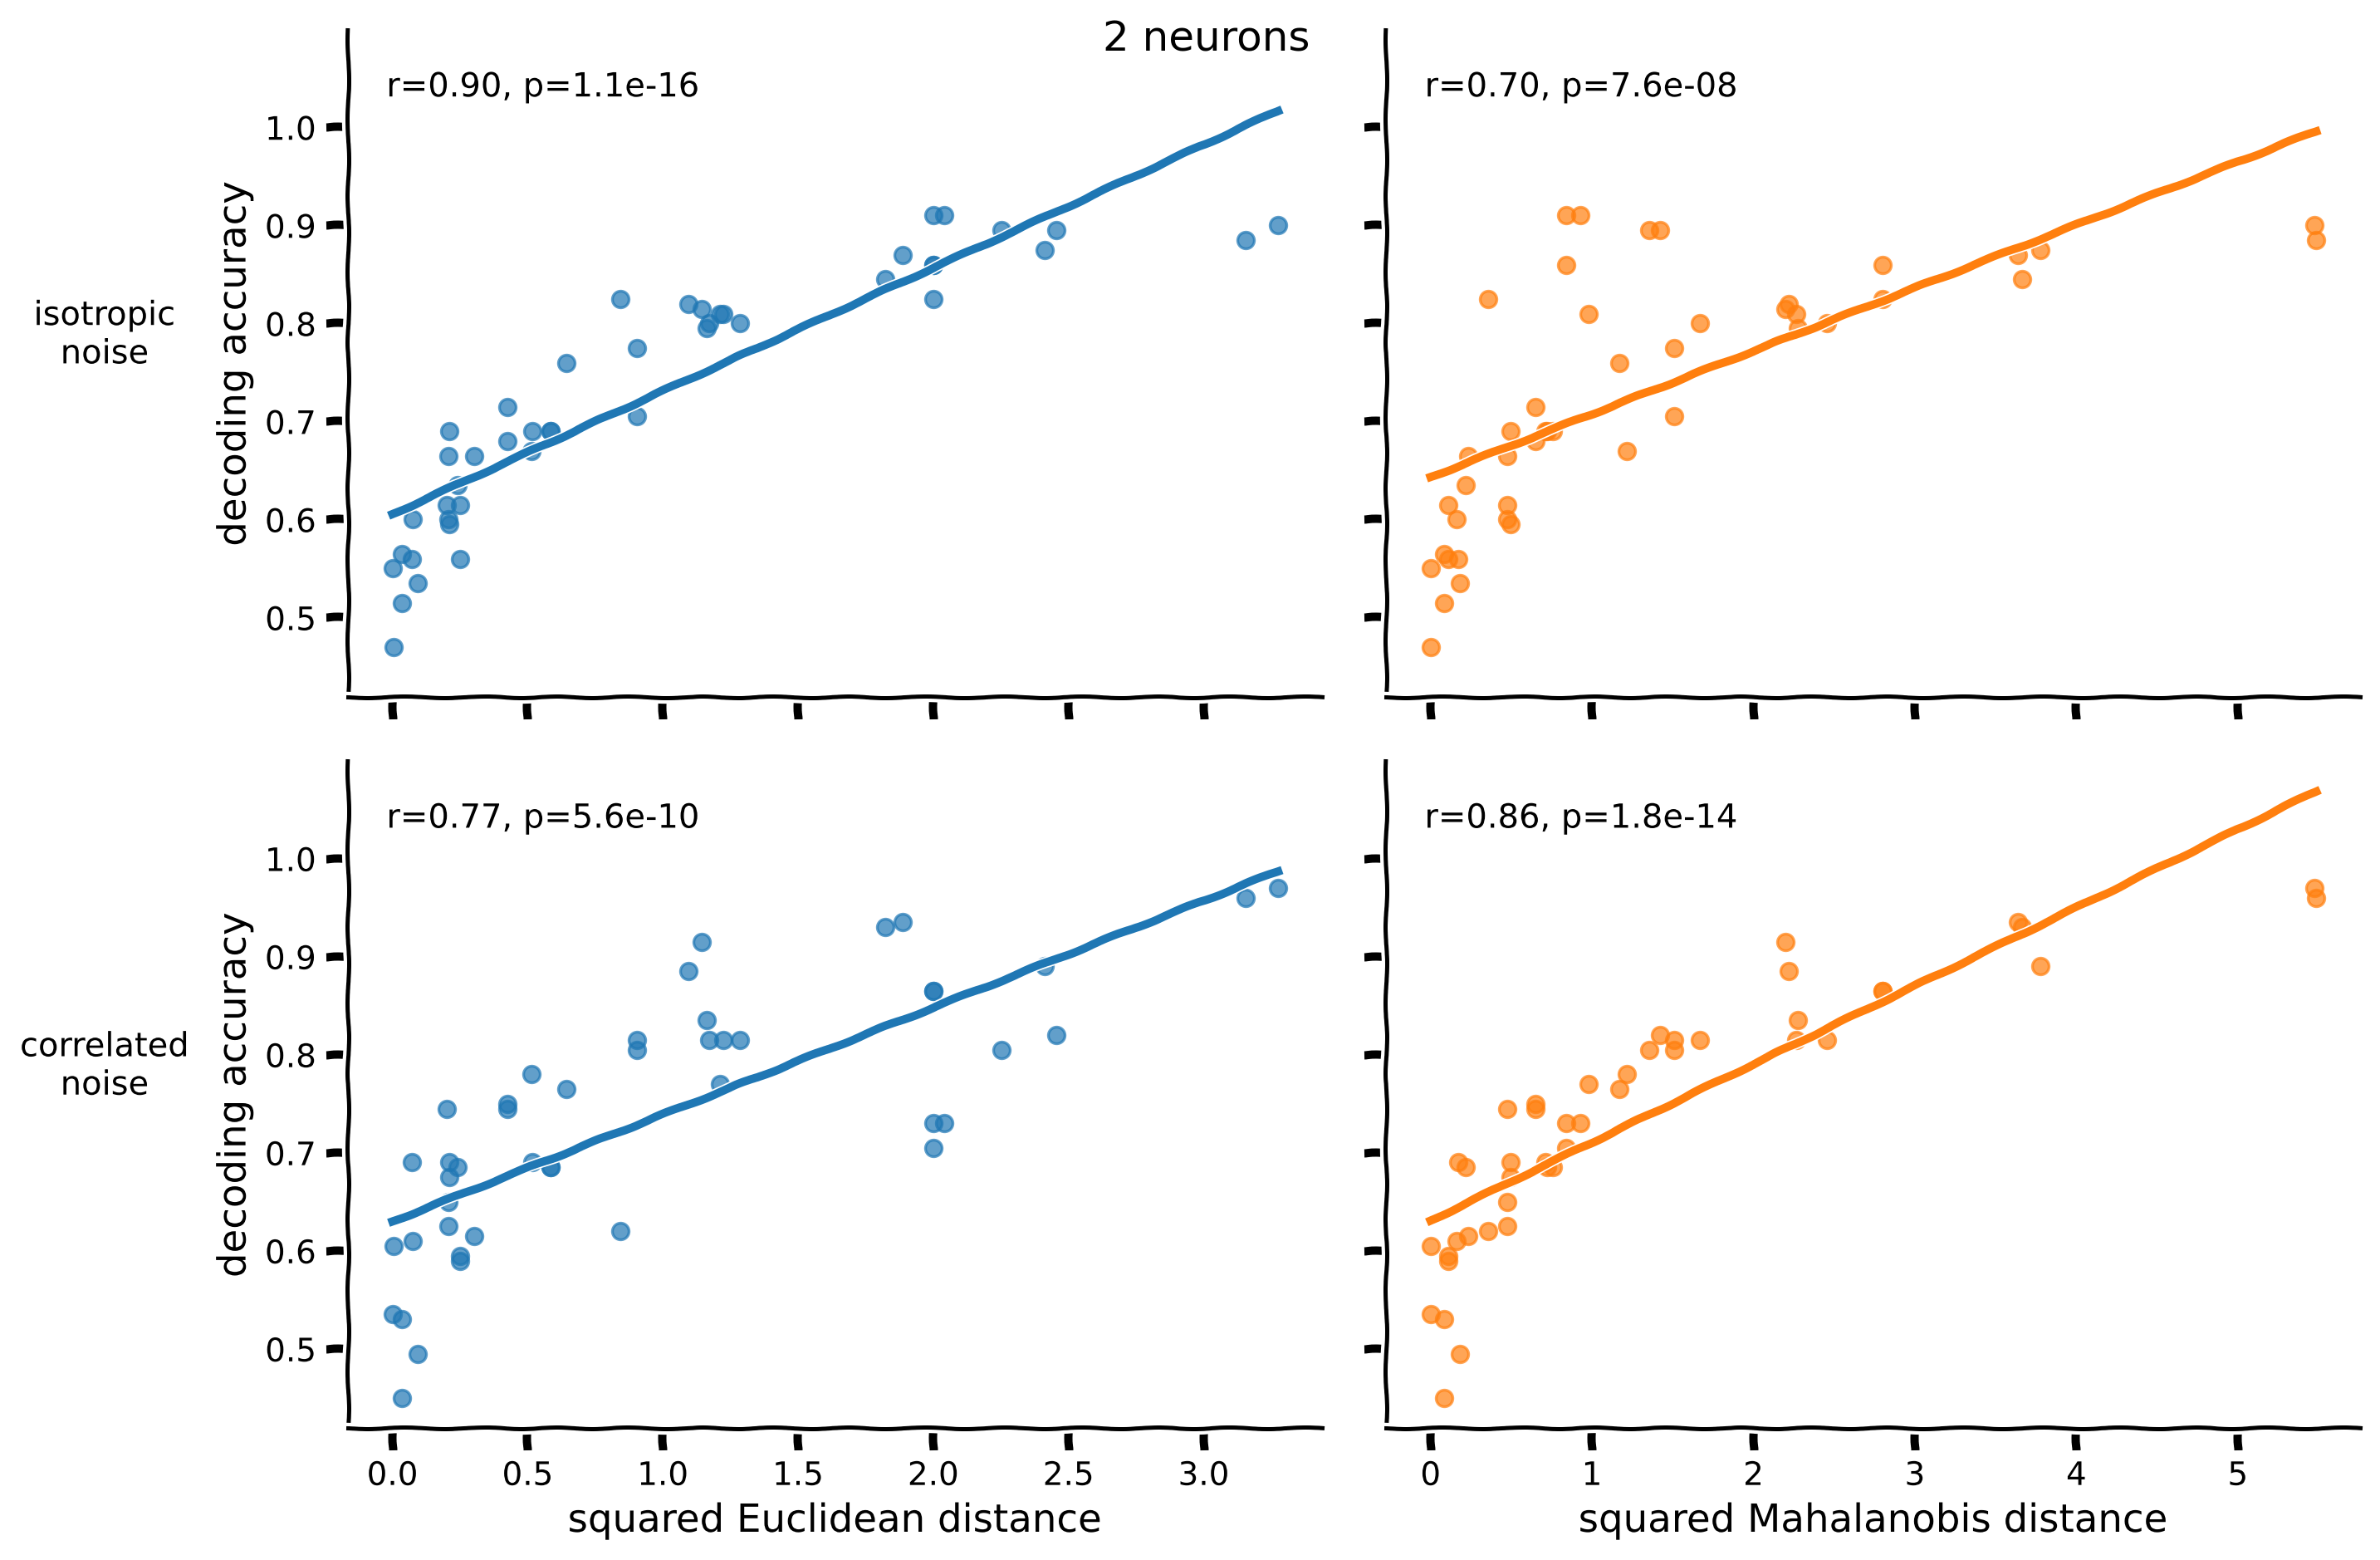 2 neurons
r=0.90, p=1.1e-16
r=0.70, p=7.6e-08
1.0
0.9
0.8
0.7
0.6
0.5
decoding accuracy
isotropic
noise
r=0.77, p=5.6e-10
r=0.86, p=1.8e-14
1.0
0.9
0.8
0.7
0.6
0.5
decoding accuracy
correlated
noise
0.0 0.5 1.0 1.5 2.0 2.5 3.0
squared Euclidean distance
0 1 2 3 4 5
squared Mahalanobis distance